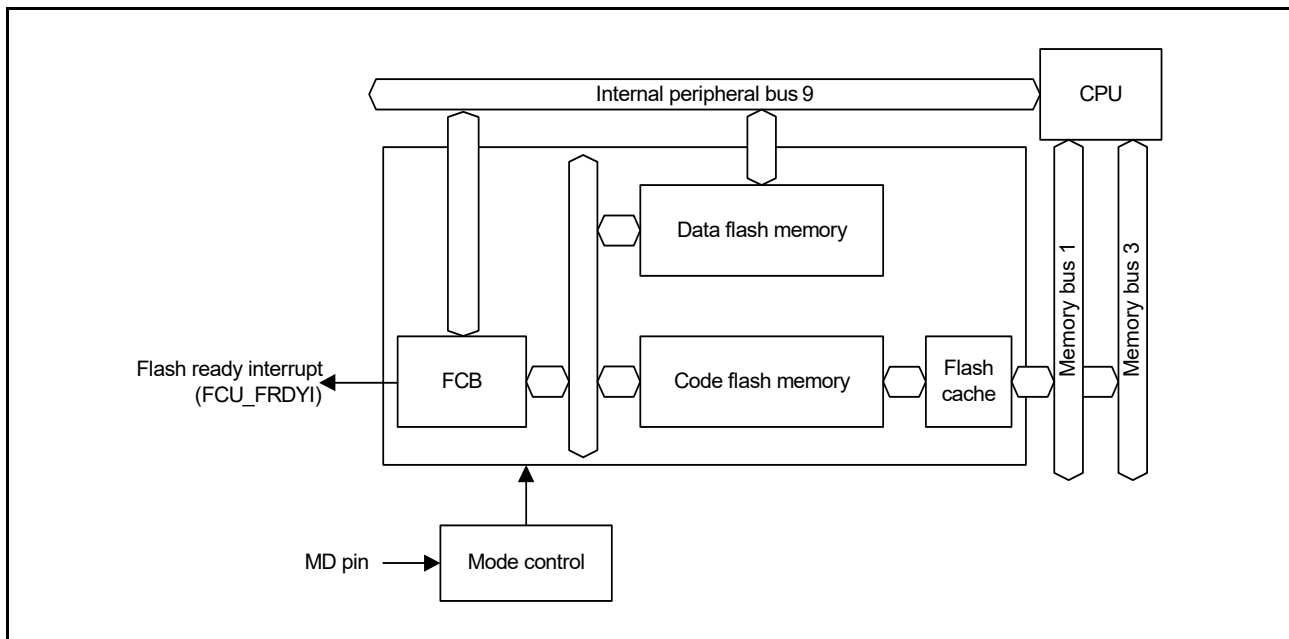 Internal peripheral bus 9
CPU
Data flash memory
Memory bus 1
Memory bus 3
Flash ready interrupt
(FCU_FRDYI)
FCB
Code flash memory
Flash
cache
MD pin
Mode control